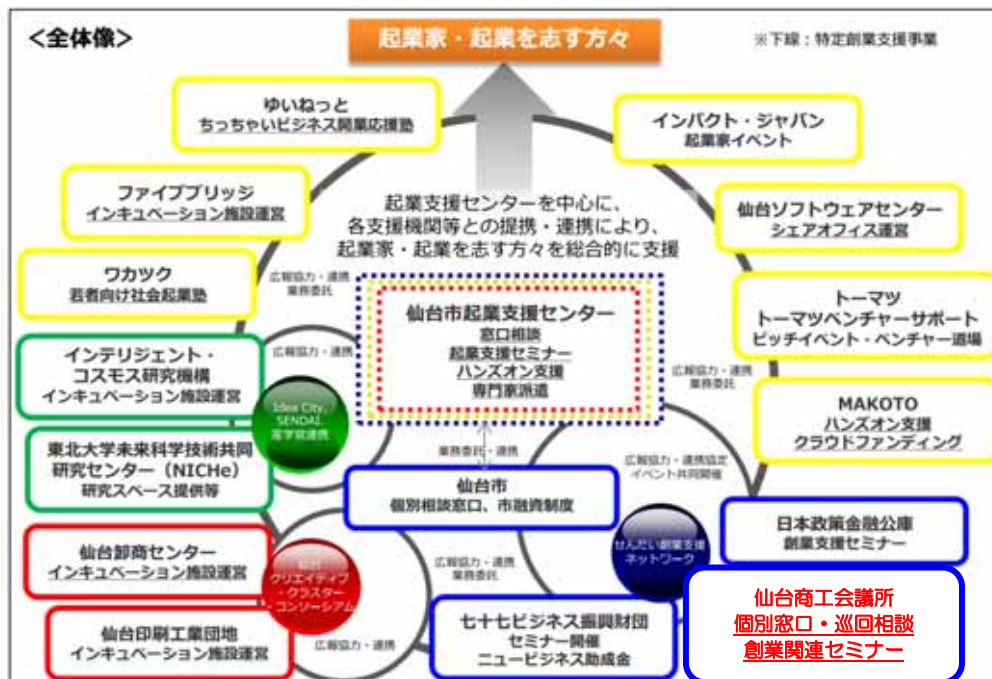 <全体像>
起業家・起業を志す方々
※下線：特定創業支援事業
ゆいねっと
ちっちゃいビジネス開業応援塾
インパクト・ジャパン
起業家イベント
ファイブブリッジ
インキュベーション施設運営
起業支援センターを中心に、
各支援機関等との提携・連携により、
起業家・起業を志す方々を総合的に支援
仙台ソフトウェアセンター
シェアオフィス運営
ワカツク
若者向け社会起業塾
広報協力・連携
業務委託
仙台市起業支援センター
窓口相談
起業支援セミナー
ハンズオン支援
専門家派遣
トーマツ
トーマツベンチャーサポート
ピッチイベント・ベンチャー道場
インテリジェント・
コスモス研究機構
インキュベーション施設運営
広報協力・連携
Idea City,
SENDAI,
産学官連携
広報協力・連携
業務委託
MAKOTO
ハンズオン支援
クラウドファンディング
東北大学未来科学技術共同
研究センター（NICHe）
研究スペース提供等
業務委託・連携
広報協力・連携協定
イベント共同開催
仙台市
個別相談窓口、市融資制度
日本政策金融公庫
創業支援セミナー
仙台卸商センター
インキュベーション施設運営
クリエイティブ
・クラスター
・コンソーシアム
広報協力・連携
業務委託
せんだい創業支援
ネットワーク
仙台商工会議所
個別窓口・巡回相談
創業関連セミナー
仙台印刷工業団地
インキュベーション施設運営
広報協力・連携
七十七ビジネス振興財団
セミナー開催
ニュービジネス助成金